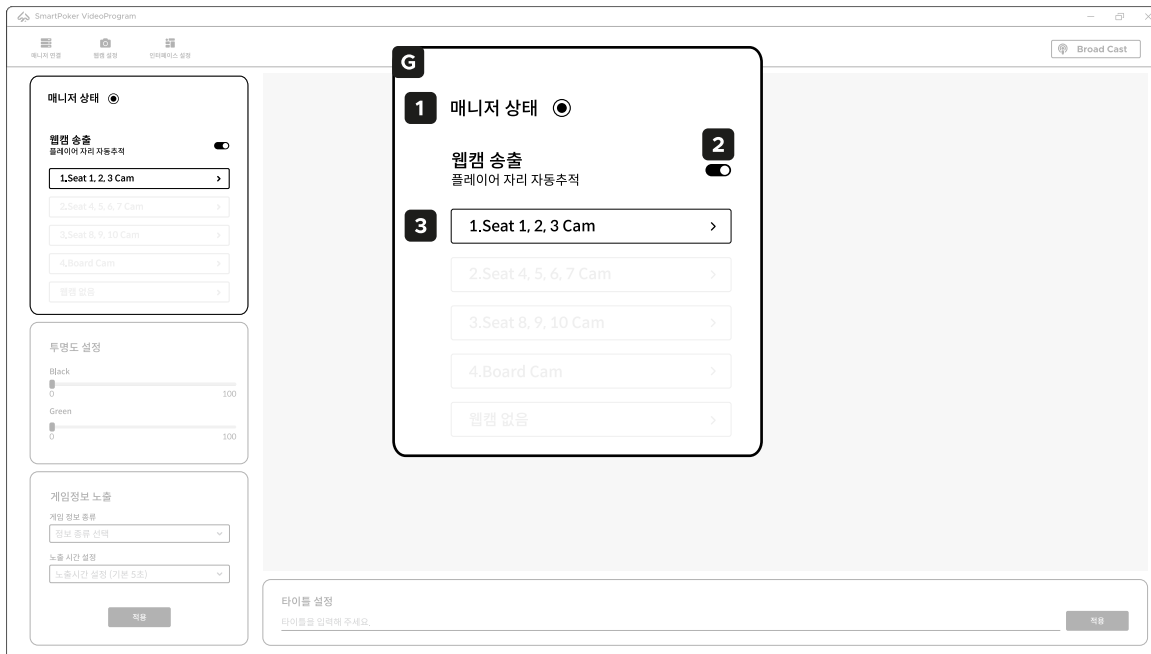 SmartPoker VideoProgram
매니저 연결
웹캠 설정
인터페이스 설정
Broad Cast
매니저 상태
웹캠 송출
플레이어 자리 자동추적
1.Seat 1, 2, 3 Cam
2.Seat 4, 5, 6, 7 Cam
3.Seat 8, 9, 10 Cam
4.Board Cam
웹캠 없음
투명도 설정
Black
0 100
Green
0 100
게임정보 노출
게임 정보 종류
정보 종류 선택
노출 시간 설정
노출시간 설정 (기본 5초)
적용
G
1 매니저 상태
2
웹캠 송출
플레이어 자리 자동추적
3 1.Seat 1, 2, 3 Cam
2.Seat 4, 5, 6, 7 Cam
3.Seat 8, 9, 10 Cam
4.Board Cam
웹캠 없음
타이틀 설정
타이틀을 입력해 주세요.
적용